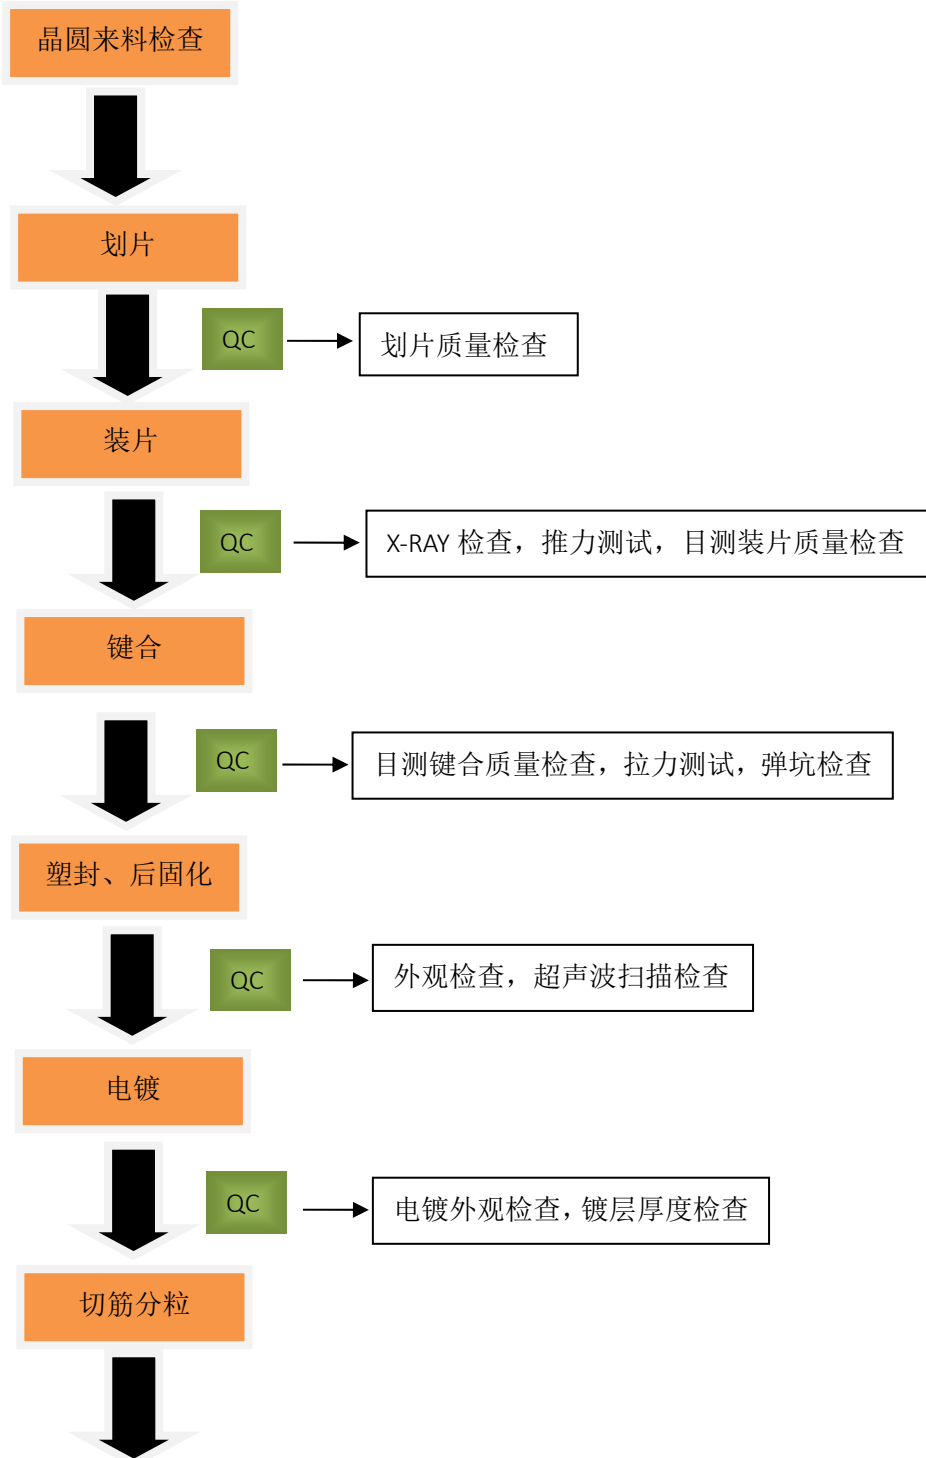 晶圆来料检查
划片
QC
划片质量检查
装片
QC
X-RAY 检查，推力测试，目测装片质量检查
键合
QC
目测键合质量检查，拉力测试，弹坑检查
塑封、后固化
QC
外观检查，超声波扫描检查
电镀
QC
电镀外观检查，镀层厚度检查
切筋分粒